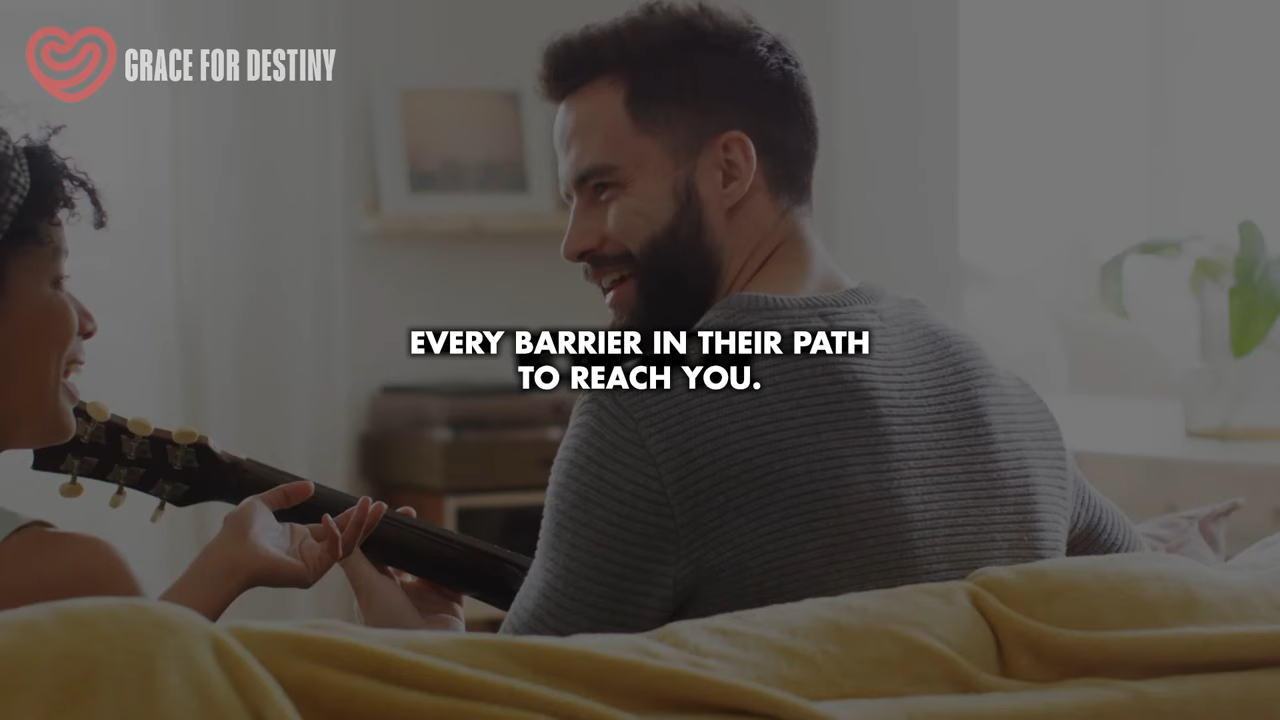 GRACE FOR DESTINY
EVERY BARRIER IN THEIR PATH
TO REACH YOU.